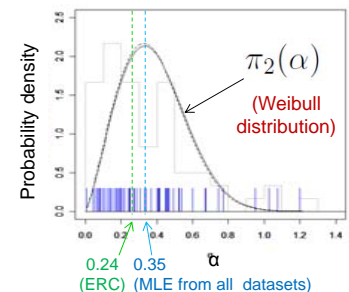 2.5
2.0
1.5
1.0
0.5
0.0
Probability density
π₂(α)
(Weibull
distribution)
0.0 0.2 0.4 0.6 0.8 1.0 1.2 1.4
α
0.24
(ERC)
0.35
(MLE from all datasets)